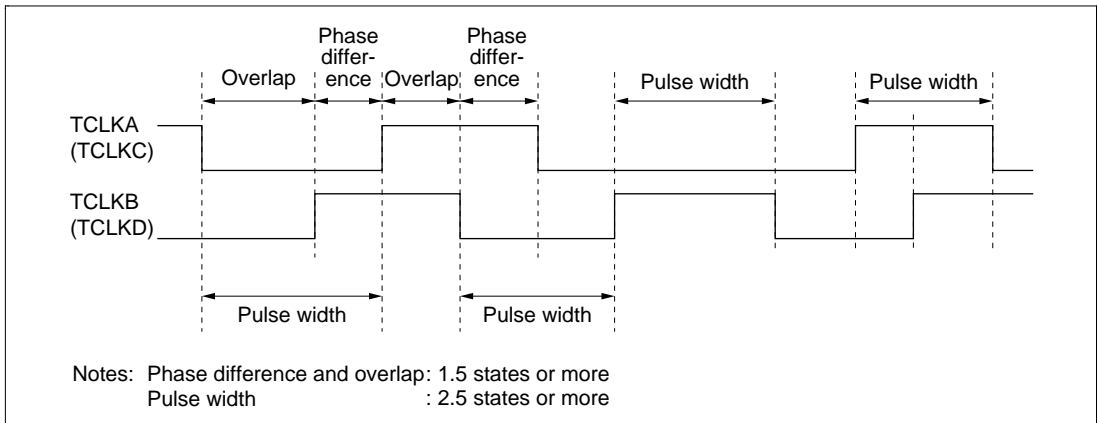 Phase
differ-
ence
Phase
differ-
ence
Overlap
Overlap
Pulse width
Pulse width
TCLKA
(TCLKC)
TCLKB
(TCLKD)
Pulse width
Pulse width
Notes: Phase difference and overlap : 1.5 states or more
Pulse width : 2.5 states or more